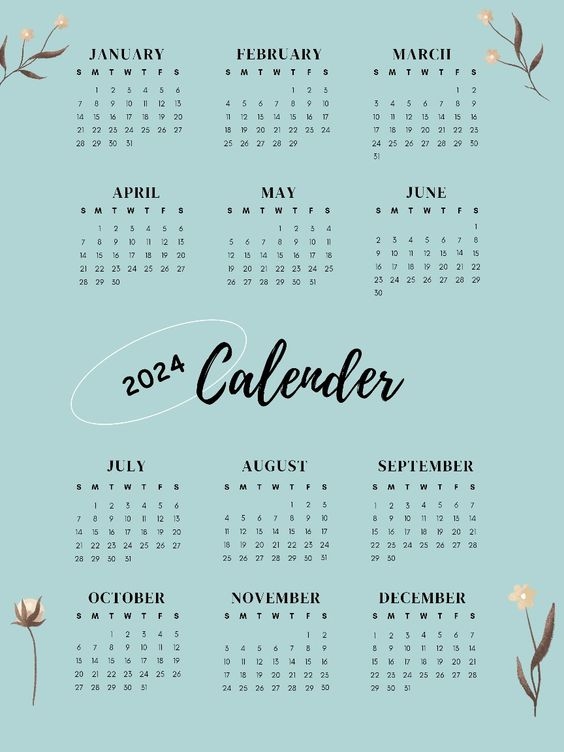 JANUARY
S M T W T F S
1 2 3 4 5 6
7 8 9 10 11 12 13
14 15 16 17 18 19 20
21 22 23 24 25 26 27
28 29 30 31
FEBRUARY
S M T W T F S
1 2 3
4 5 6 7 8 9 10
11 12 13 14 15 16 17
18 19 20 21 22 23 24
25 26 27 28 29
MARCH
S M T W T F S
1 2
3 4 5 6 7 8 9
10 11 12 13 14 15 16
17 18 19 20 21 22 23
24 25 26 27 28 29 30
31
APRIL
S M T W T F S
1 2 3 4 5 6
7 8 9 10 11 12 13
14 15 16 17 18 19 20
21 22 23 24 25 26 27
28 29 30
MAY
S M T W T F S
1 2 3 4
5 6 7 8 9 10 11
12 13 14 15 16 17 18
19 20 21 22 23 24 25
26 27 28 29 30 31
JUNE
S M T W T F S
1
2 3 4 5 6 7 8
9 10 11 12 13 14 15
16 17 18 19 20 21 22
23 24 25 26 27 28 29
30
2024 Calender
JULY
S M T W T F S
1 2 3 4 5 6
7 8 9 10 11 12 13
14 15 16 17 18 19 20
21 22 23 24 25 26 27
28 29 30 31
AUGUST
S M T W T F S
1 2 3
4 5 6 7 8 9 10
11 12 13 14 15 16 17
18 19 20 21 22 23 24
25 26 27 28 29 30 31
SEPTEMBER
S M T W T F S
1 2 3 4 5 6 7
8 9 10 11 12 13 14
15 16 17 18 19 20 21
22 23 24 25 26 27 28
29 30
OCTOBER
S M T W T F S
1 2 3 4 5
6 7 8 9 10 11 12
13 14 15 16 17 18 19
20 21 22 23 24 25 26
27 28 29 30 31
NOVEMBER
S M T W T F S
1 2
3 4 5 6 7 8 9
10 11 12 13 14 15 16
17 18 19 20 21 22 23
24 25 26 27 28 29 30
DECEMBER
S M T W T F S
1 2 3 4 5 6 7
8 9 10 11 12 13 14
15 16 17 18 19 20 21
22 23 24 25 26 27 28
29 30 31